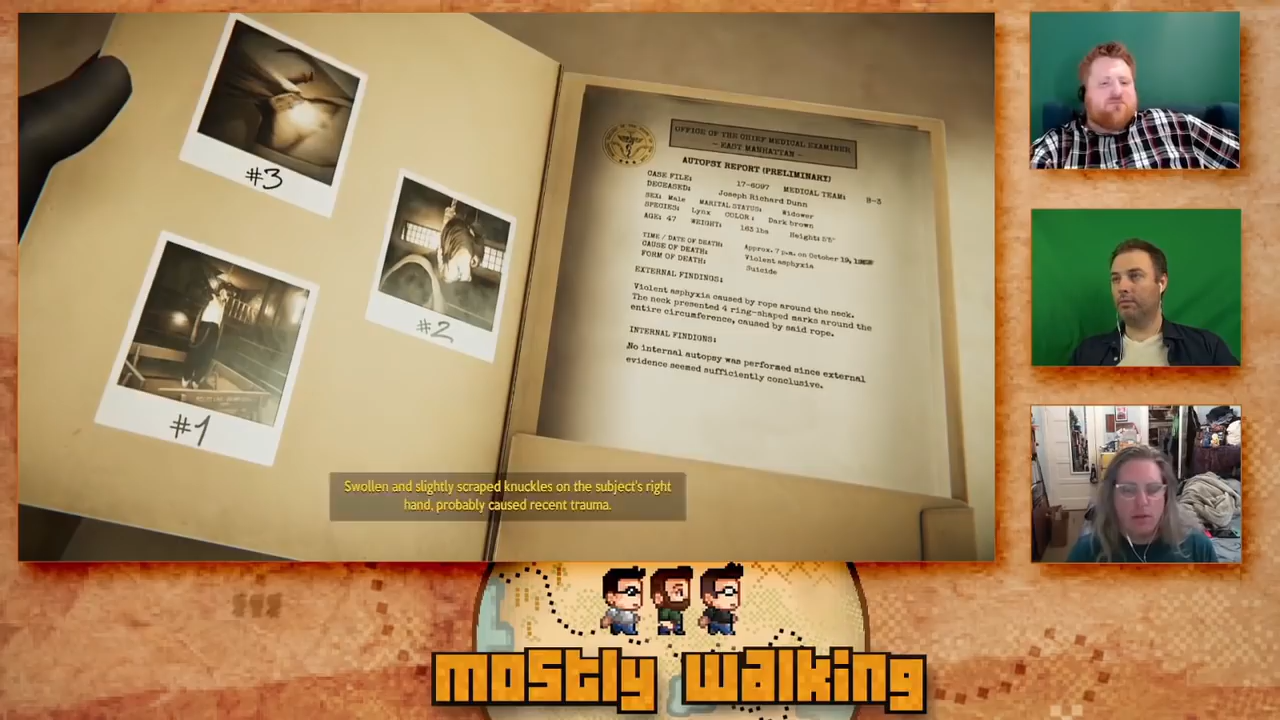 #3
#2
#1
OFFICE OF THE CHIEF MEDICAL EXAMINER
- EAST MANHATTAN -
AUTOPSY REPORT (PRELIMINARY)
CASE FILE: 17-6097 MEDICAL TEAM: B-3
DECEASED: Joseph Richard Dunn
SEX: Male MARITAL STATUS: Widower
SPECIES: Lynx COLOR: Dark brown
AGE: 47 WEIGHT: 163 lbs Height: 5'5"
TIME / DATE OF DEATH: Approx. 7 p.m. on October 19,
CAUSE OF DEATH: Violent asphyxia
FORM OF DEATH: Suicide
EXTERNAL FINDINGS:
Violent asphyxia caused by rope around the neck.
The neck presented 4 ring-shaped marks around the
entire circumference, caused by said rope.
INTERNAL FINDIONS:
No internal autopsy was performed since external
evidence seemed sufficiently conclusive.
Swollen and slightly scraped knuckles on the subject's right
hand, probably caused recent trauma.
mostly walking